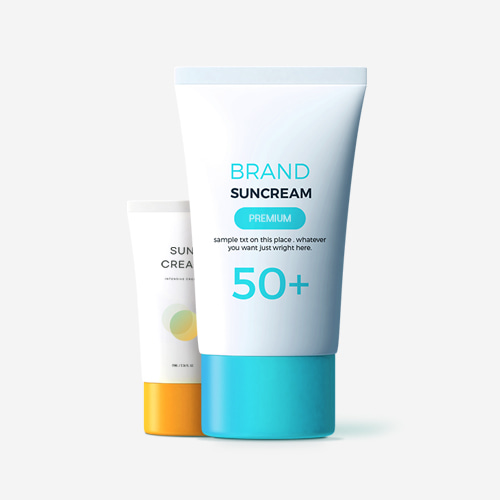 BRAND
SUNCREAM
PREMIUM
sample txt on this place . whatever
you want just wright here.
50+
SUN
CREA